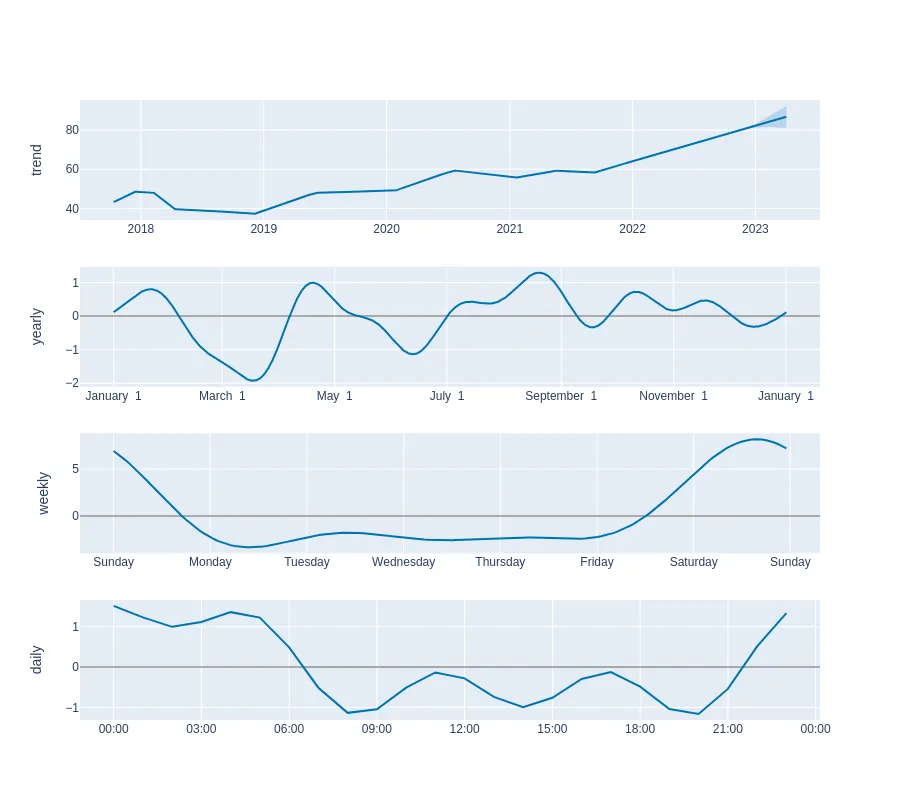 trend
80
60
40
2018 2019 2020 2021 2022 2023
yearly
1
0
−1
−2
January 1 March 1 May 1 July 1 September 1 November 1 January 1
weekly
5
0
Sunday Monday Tuesday Wednesday Thursday Friday Saturday Sunday
daily
1
0
−1
00:00 03:00 06:00 09:00 12:00 15:00 18:00 21:00 00:00